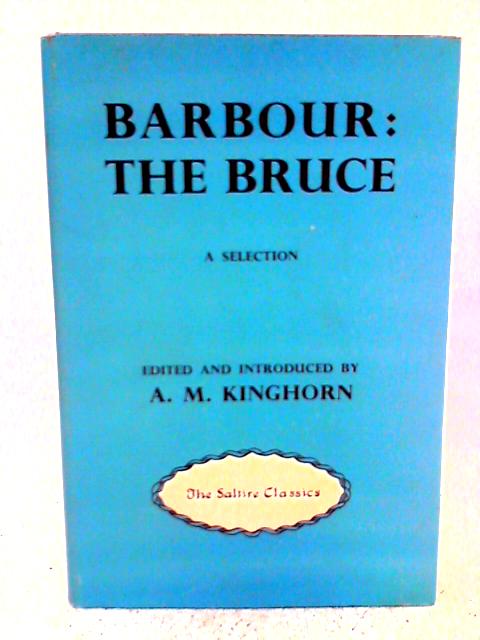 BARBOUR:
THE BRUCE
A SELECTION
EDITED AND INTRODUCED BY
A. M. KINGHORN
The Saltire Classics